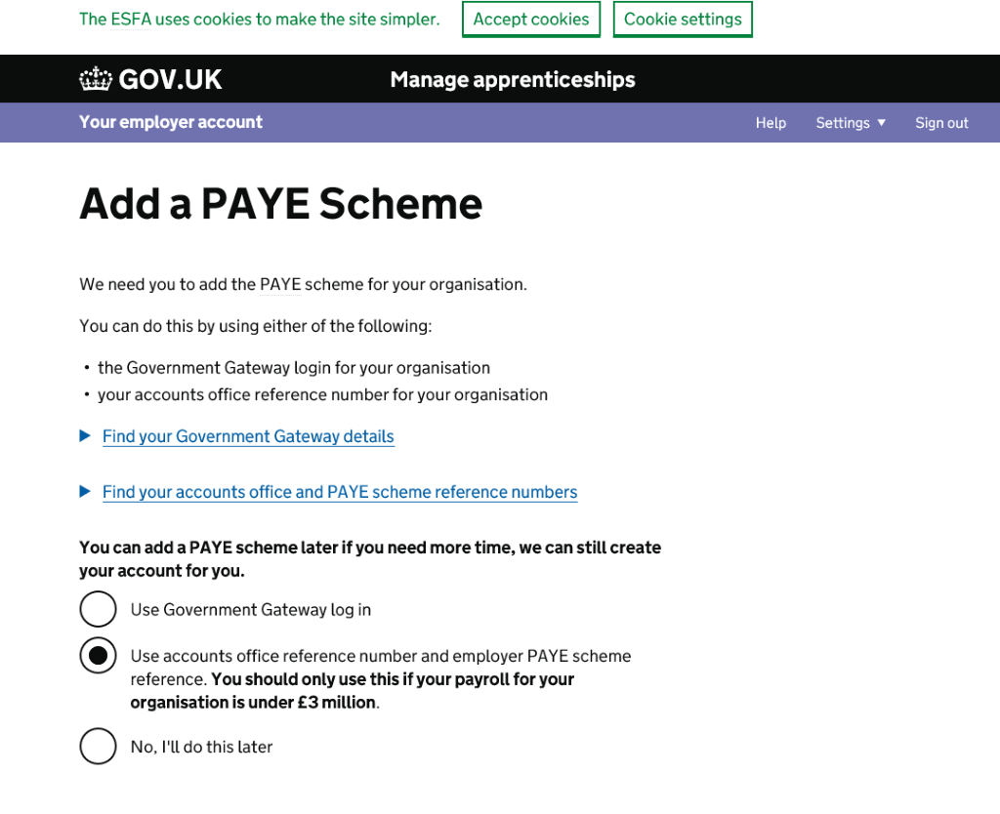 The ESFA uses cookies to make the site simpler. Accept cookies Cookie settings
GOV.UK Manage apprenticeships
Your employer account Help Settings ▼ Sign out
Add a PAYE Scheme
We need you to add the PAYE scheme for your organisation.
You can do this by using either of the following:
• the Government Gateway login for your organisation
• your accounts office reference number for your organisation
Find your Government Gateway details
Find your accounts office and PAYE scheme reference numbers
You can add a PAYE scheme later if you need more time, we can still create
your account for you.
Use Government Gateway log in
Use accounts office reference number and employer PAYE scheme
reference. You should only use this if your payroll for your
organisation is under £3 million.
No, I'll do this later